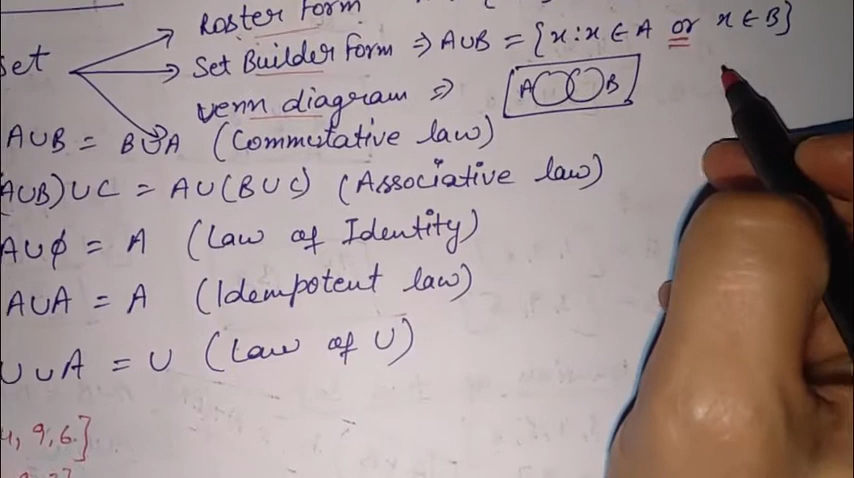 Roster Form
Set Set Builder Form ⇒ A∪B = {x:x ∈ A or x ∈ B}
Venn diagram ⇒ A B
A∪B = B∪A (Commutative law)
A∪B)∪C = A∪(B∪C) (Associative law)
A∪ϕ = A (Law of Identity)
A∪A = A (Idempotent law)
U∪A = U (Law of U)
4, 9, 6.}